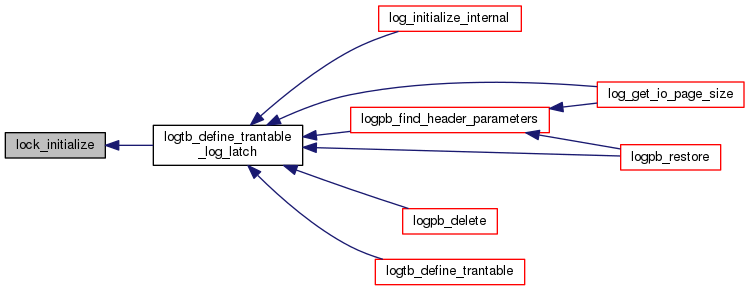 log_initialize_internal
log_get_io_page_size
logpb_find_header_parameters
logtb_define_trantable
_log_latch
lock_initialize
logpb_restore
logpb_delete
logtb_define_trantable